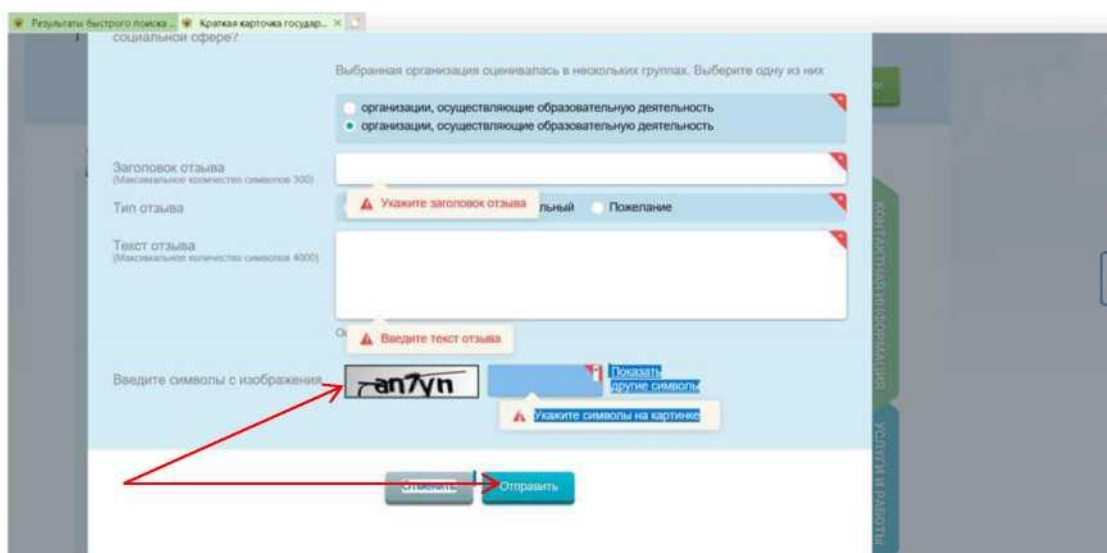 Результаты быстрого поиска ...
Краткая карточка государ...
социальной сфере?
Выбранная организация оценивалась в нескольких группах. Выберите одну из них
организации, осуществляющие образовательную деятельность
организации, осуществляющие образовательную деятельность
Заголовок отзыва
(Максимальное количество символов 300)
Укажите заголовок отзыва
Тип отзыва
льный
Пожелание
Текст отзыва
(Максимальное количество символов 4000)
Введите текст отзыва
Введите символы с изображения
an7yn
Показать
другие символы
Укажите символы на картинке
Отменить
Отправить
КОНТАКТНАЯ ИНФОРМАЦИЯ
УСЛУГИ И РАБОТЫ